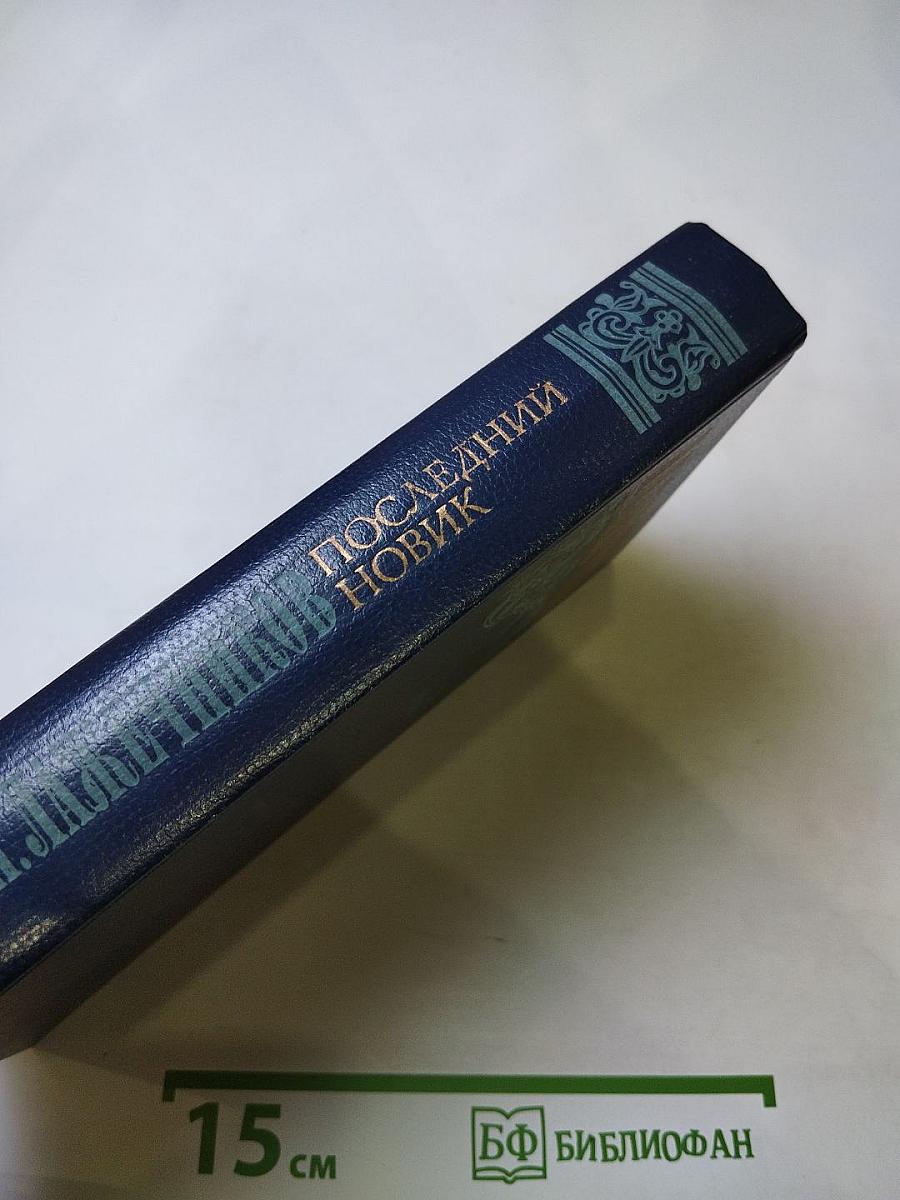 ЛАЖЕЧНИКОВ
ПОСЛЕДНИЙ
НОВИК
15 см
БФ БИБЛИОФАН